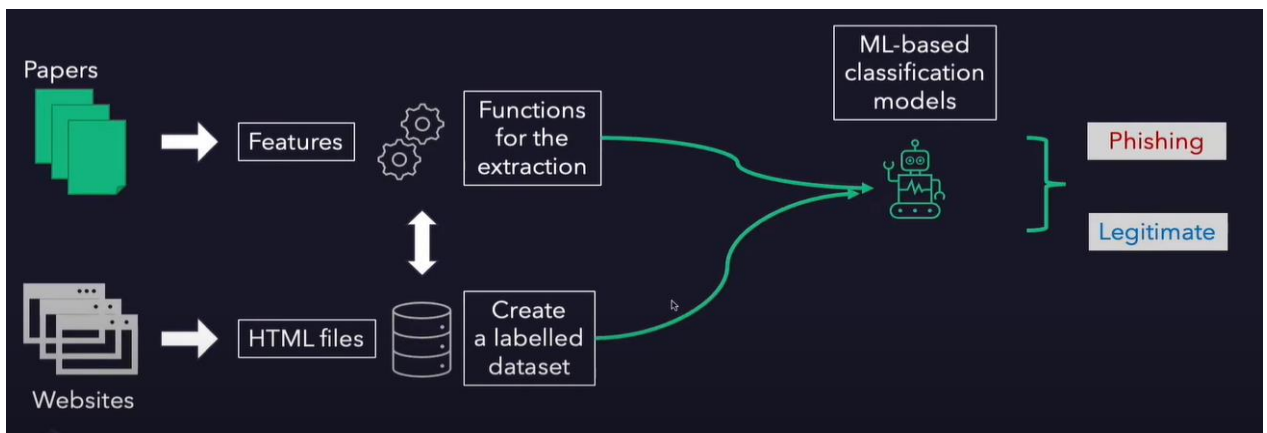 Papers
Features
Functions
for the
extraction
ML-based
classification
models
Phishing
Legitimate
Websites
HTML files
Create
a labelled
dataset